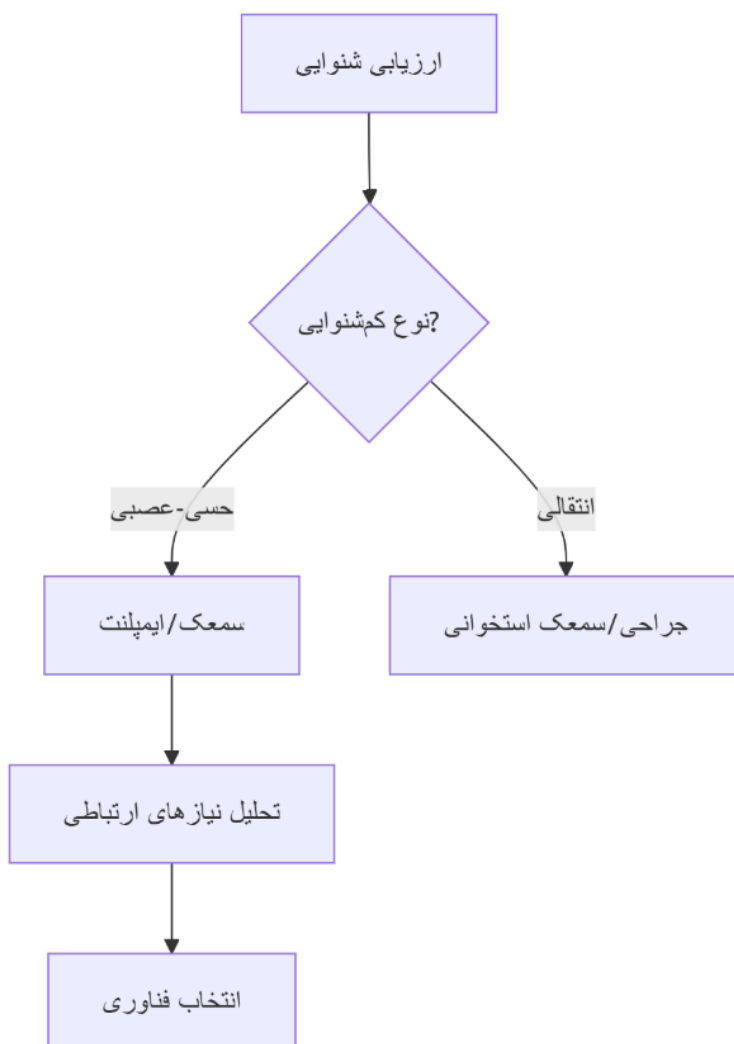 ارزیابی شنوایی
نوع کم‌شنوایی?
حسی-عصبی
انتقالی
سمعک/ایمپلنت
جراحی/سمعک استخوانی
تحلیل نیازهای ارتباطی
انتخاب فناوری